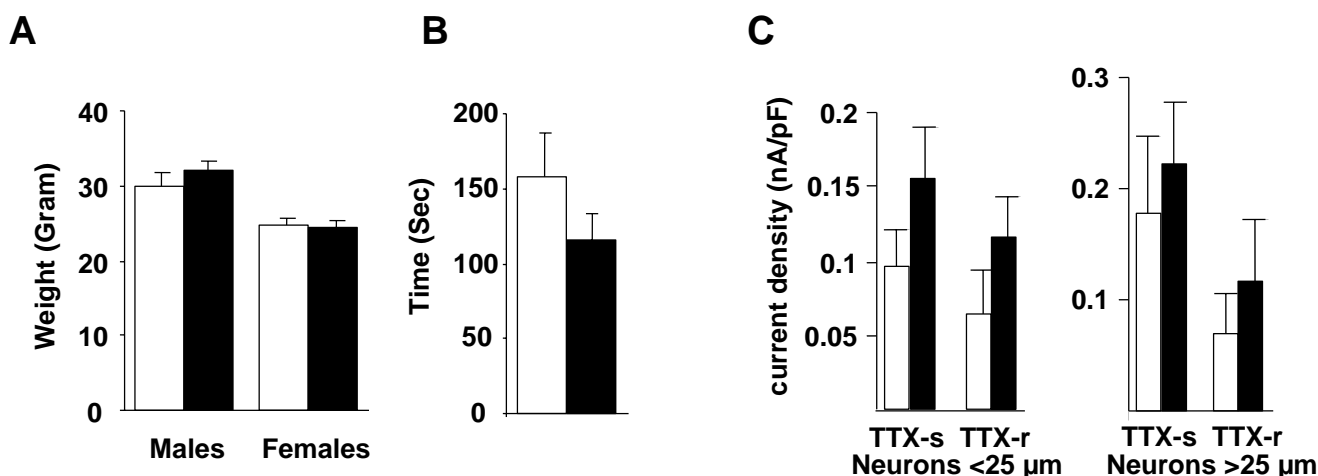 A
Weight (Gram)
40
30
20
10
0
Males Females
B
Time (Sec)
200
150
100
50
0
C
current density (nA/pF)
0.2
0.15
0.1
0.05
TTX-s TTX-r
Neurons <25 µm
0.3
0.2
0.1
TTX-s TTX-r
Neurons >25 µm